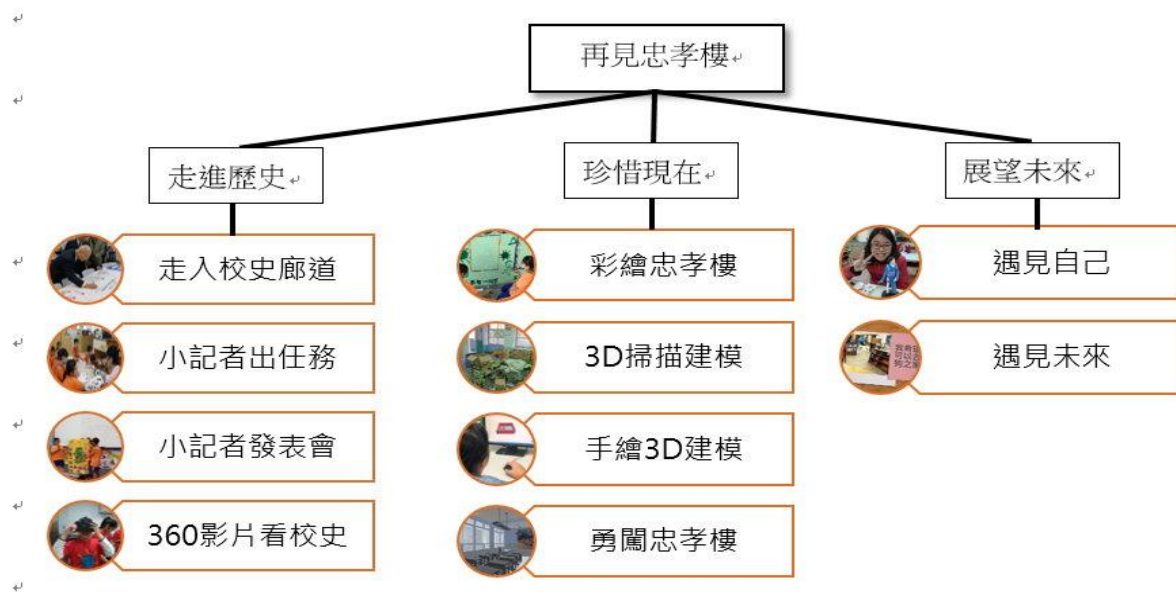 再見忠孝樓
走進歷史
珍惜現在
展望未來
走入校史廊道
小記者出任務
小記者發表會
360影片看校史
彩繪忠孝樓
3D掃描建模
手繪3D建模
勇闖忠孝樓
遇見自己
遇見未來